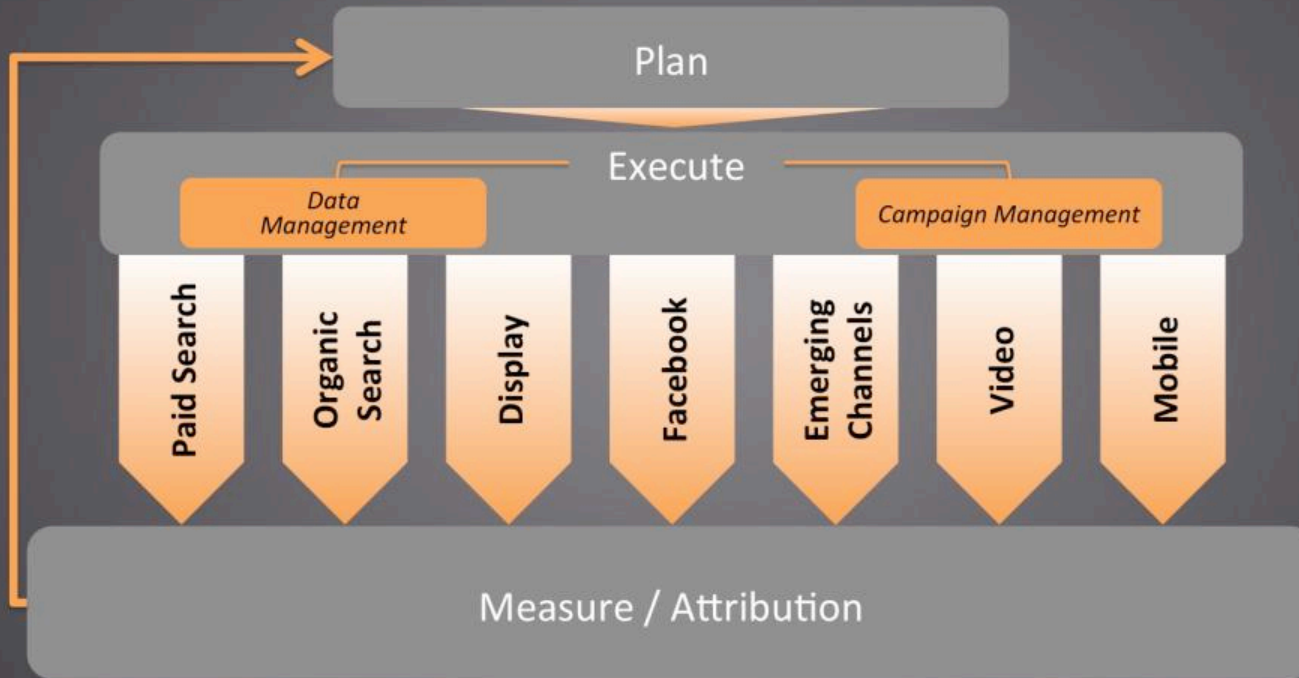 Plan
Execute
Data
Management
Campaign Management
Paid Search
Organic
Search
Display
Facebook
Emerging
Channels
Video
Mobile
Measure / Attribution